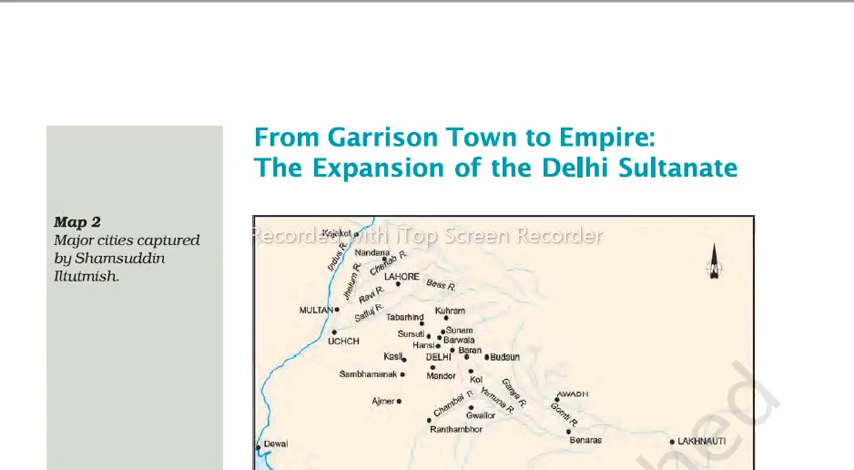 From Garrison Town to Empire:
The Expansion of the Delhi Sultanate
Map 2
Major cities captured
by Shamsuddin
Iltutmish.
Recorded with iTop Screen Recorder
Kajakot
Nandana
Indus R.
Chenab R.
Jhelum R.
LAHORE
Beas R.
Ravi R.
MULTAN
Satluj R.
Tabarhind
Kuhram
UCHCH
Sursuti
Sunam
Barwala
Hansi
Baran
Kasli
DELHI
Budaun
Sambhamanak
Mandor
Kol
Ganga R.
Yamuna R.
Chambal R.
AWADH
Gomti R.
Ajmer
Gwalior
Ranthambhor
Benaras
LAKHNAUTI
Dewal